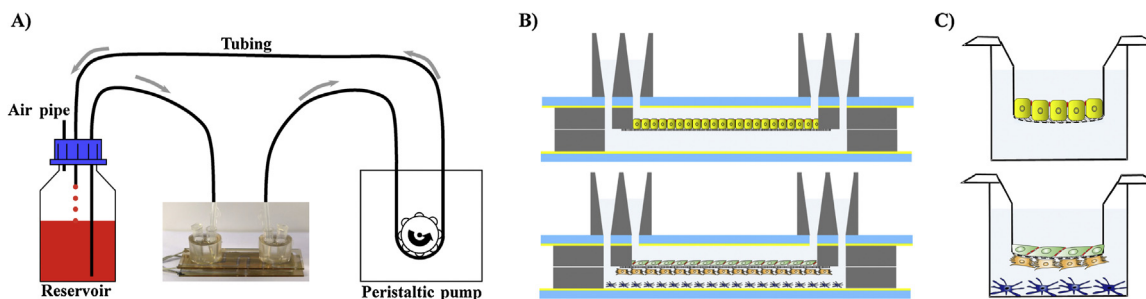 A)
Tubing
Air pipe
Reservoir
Peristaltic pump
B)
C)